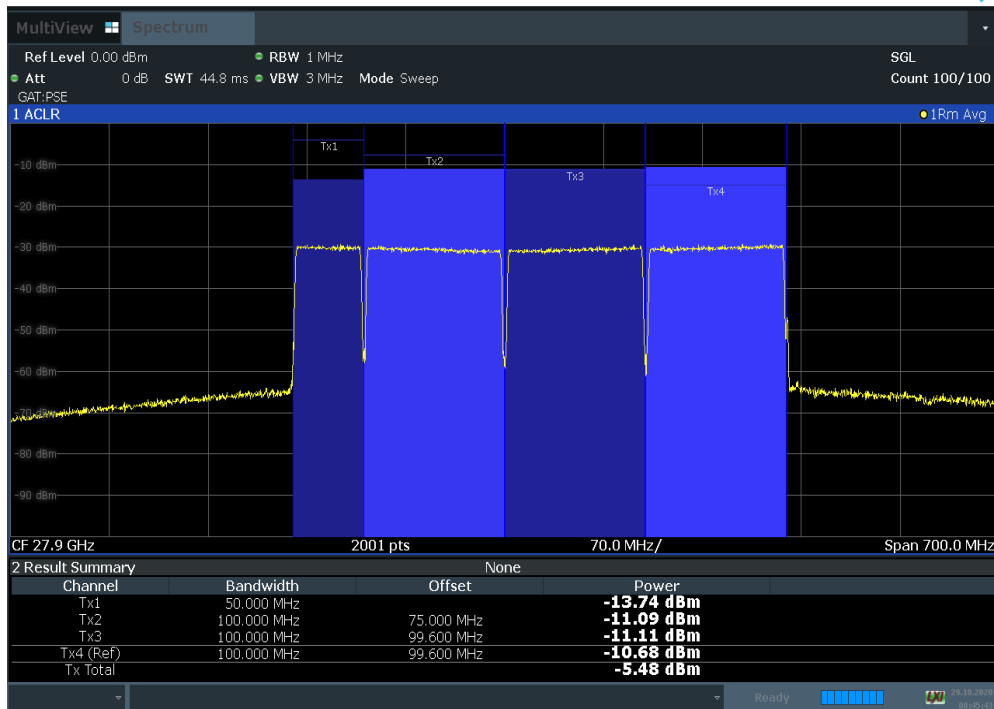 MultiView Spectrum
Ref Level 0.00 dBm RBW 1 MHz SGL
Att 0 dB SWT 44.8 ms VBW 3 MHz Mode Sweep Count 100/100
GAT:PSE
1 ACLR 1Rm Avg
Tx1
Tx2
Tx3
Tx4
-10 dBm
-20 dBm
-30 dBm
-40 dBm
-50 dBm
-60 dBm
-70 dBm
-80 dBm
-90 dBm
CF 27.9 GHz 2001 pts 70.0 MHz/ Span 700.0 MHz
2 Result Summary None
Channel Bandwidth Offset Power
Tx1 50.000 MHz -13.74 dBm
Tx2 100.000 MHz 75.000 MHz -11.09 dBm
Tx3 100.000 MHz 99.600 MHz -11.11 dBm
Tx4 (Ref) 100.000 MHz 99.600 MHz -10.68 dBm
Tx Total -5.48 dBm
Ready 29.10.2020